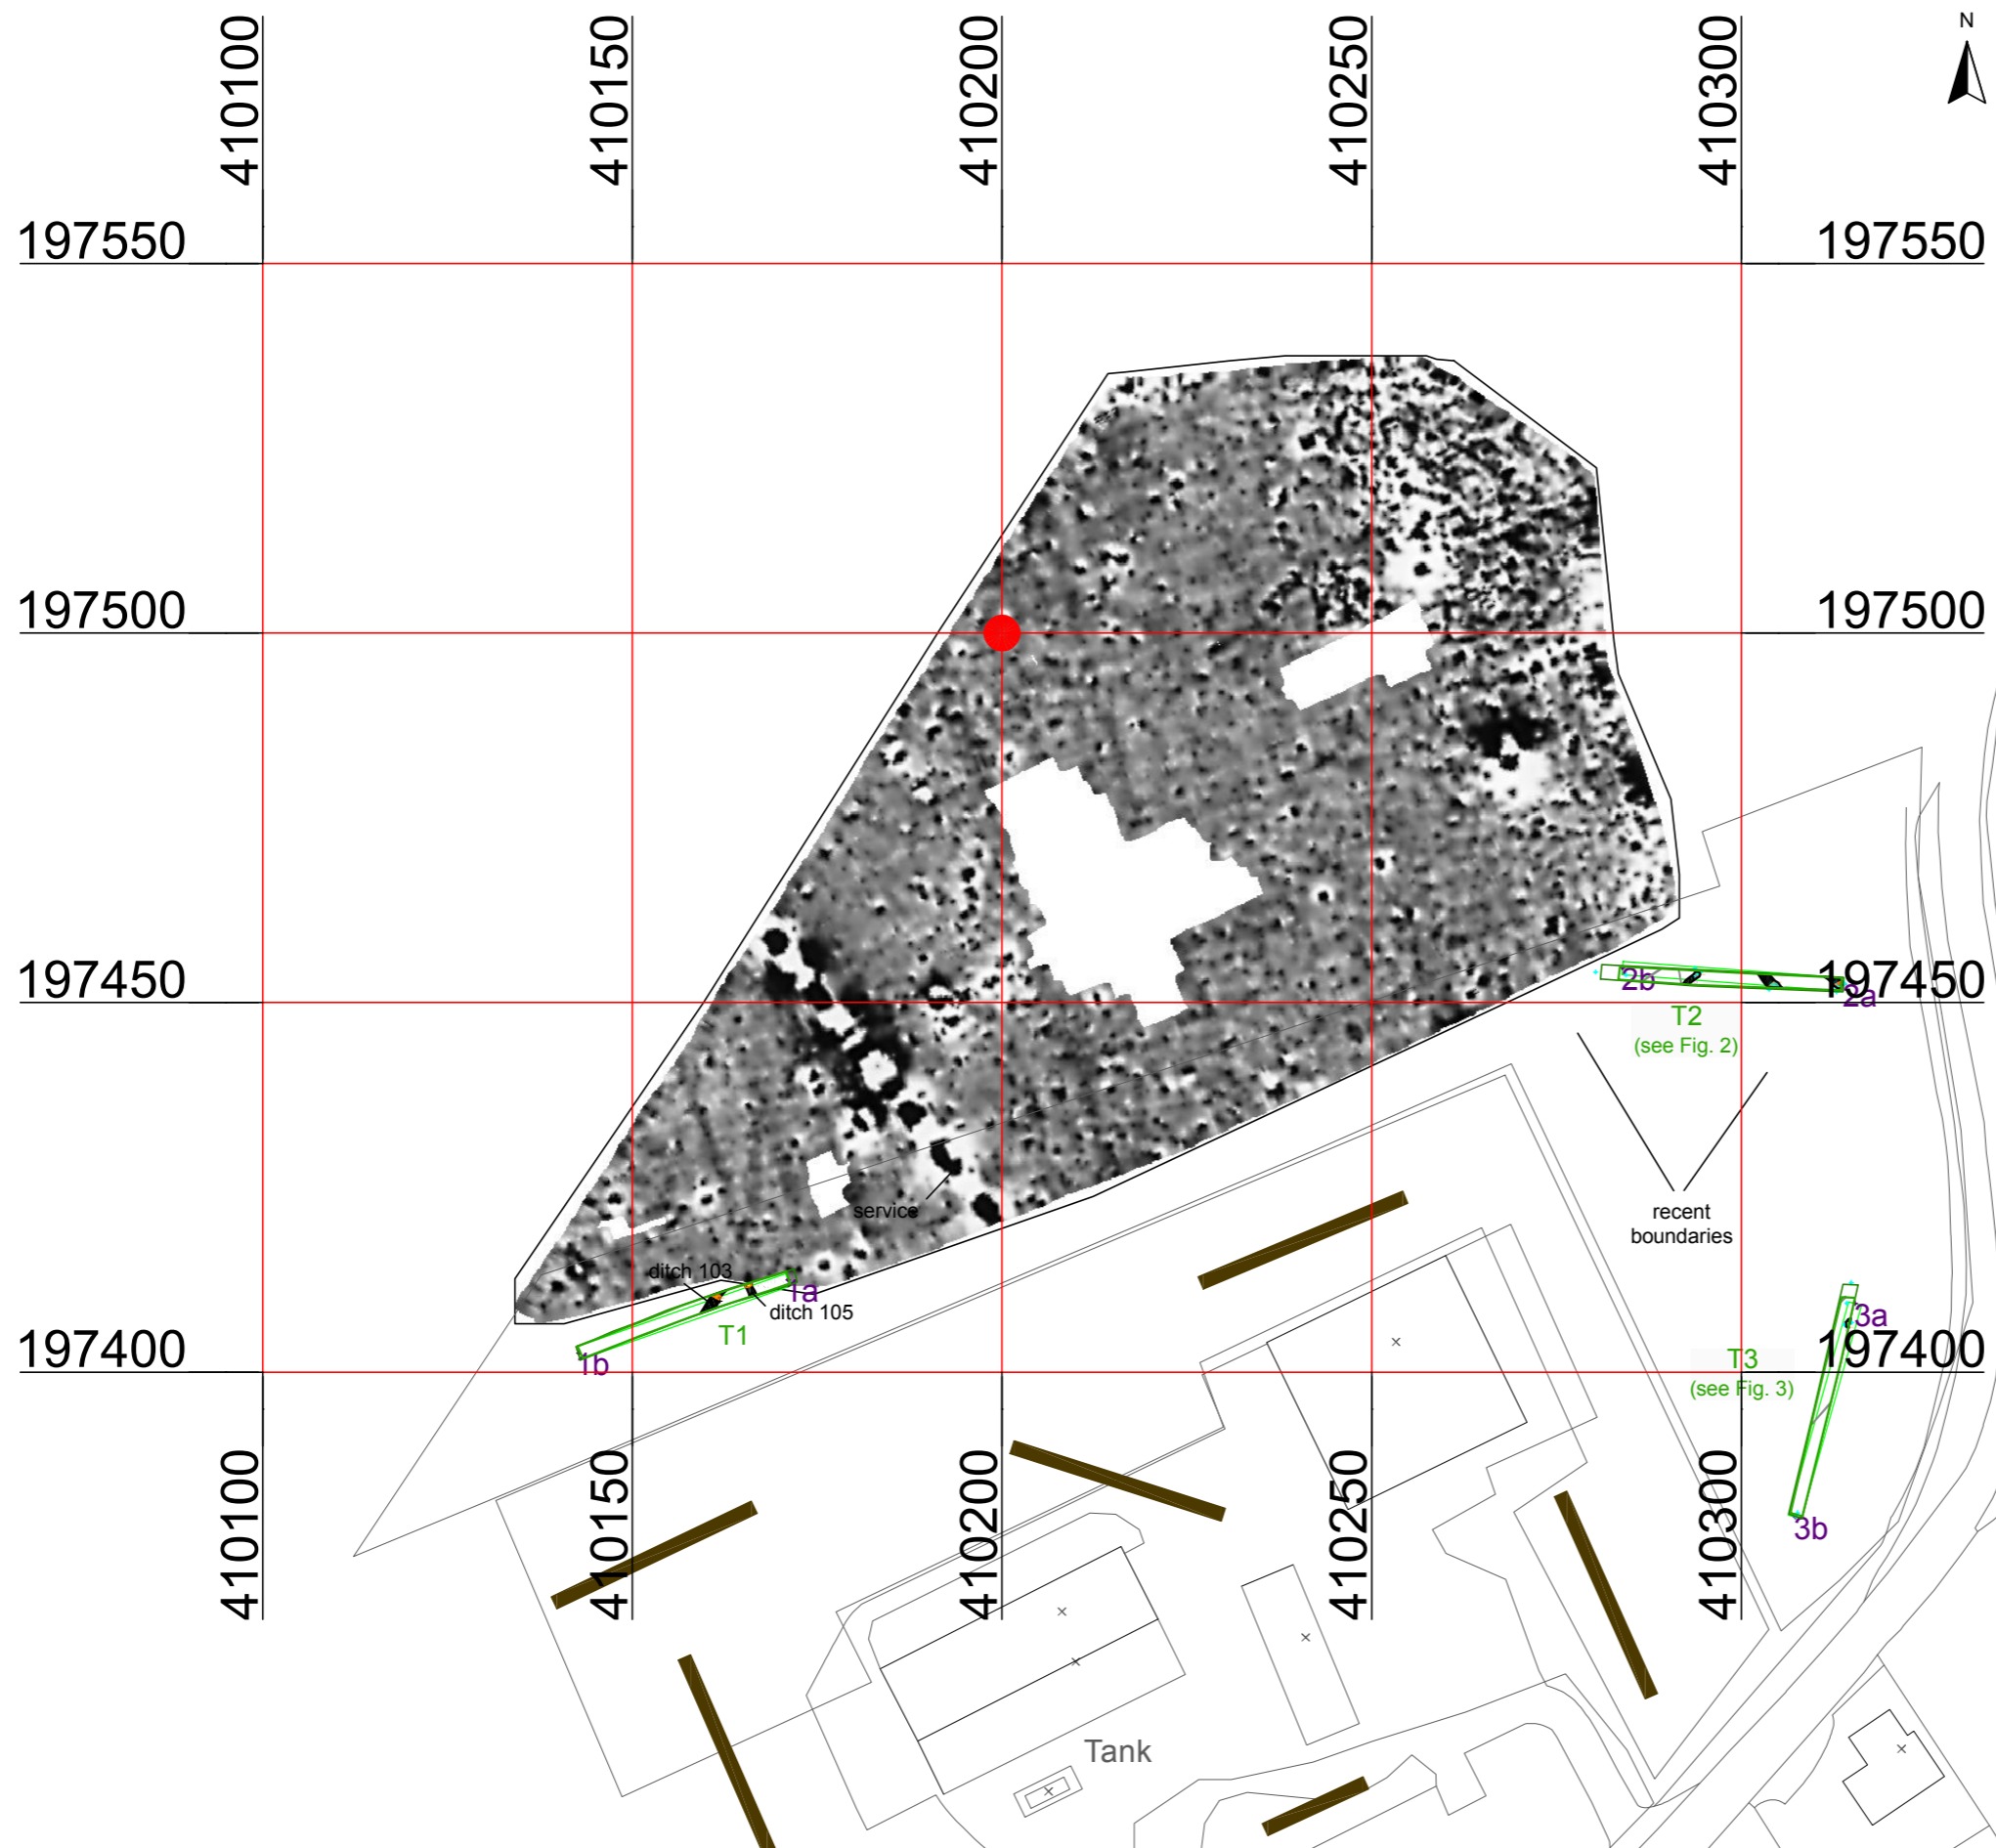 N
410100
410150
410200
410250
410300
197550
197550
197500
197500
197450
2b
197450
2a
T2
(see Fig. 2)
service
recent
boundaries
ditch 103
1a
ditch 105
T1
3a
197400
1b
T3
197400
(see Fig. 3)
410100
410150
410200
410250
410300
3b
Tank